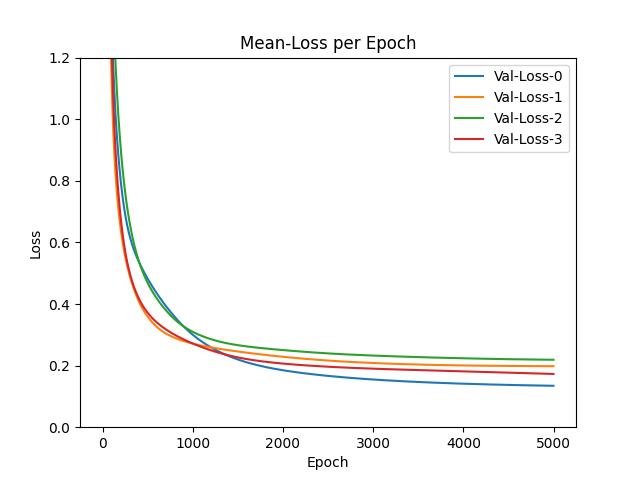 Mean-Loss per Epoch
1.2
1.0
0.8
0.6
0.4
0.2
0.0
Loss
Val-Loss-0
Val-Loss-1
Val-Loss-2
Val-Loss-3
0 1000 2000 3000 4000 5000
Epoch